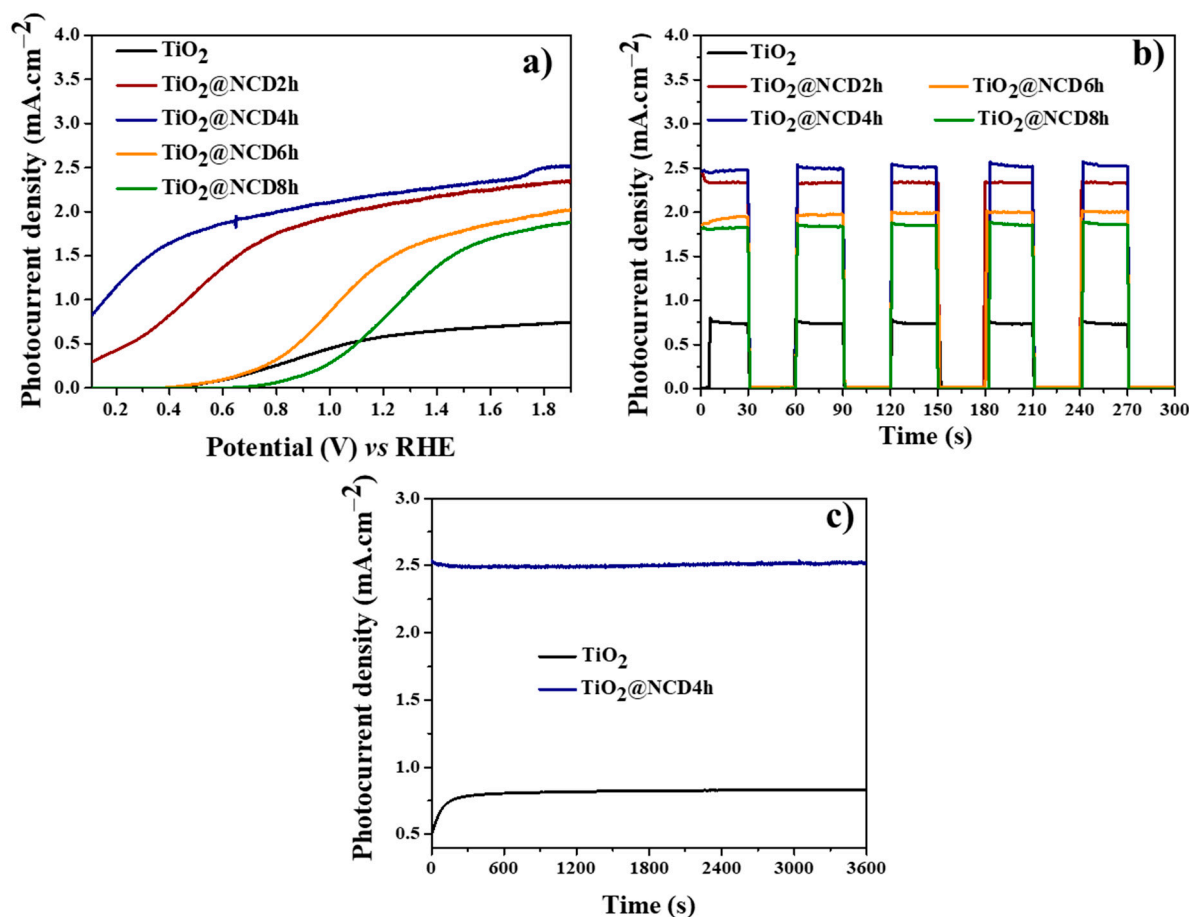 a)
TiO₂
TiO₂@NCD2h
TiO₂@NCD4h
TiO₂@NCD6h
TiO₂@NCD8h
Photocurrent density (mA.cm⁻²)
4.0
3.5
3.0
2.5
2.0
1.5
1.0
0.5
0.0
0.2 0.4 0.6 0.8 1.0 1.2 1.4 1.6 1.8
Potential (V) vs RHE
b)
TiO₂
TiO₂@NCD2h TiO₂@NCD6h
TiO₂@NCD4h TiO₂@NCD8h
Photocurrent density (mA.cm⁻²)
4.0
3.5
3.0
2.5
2.0
1.5
1.0
0.5
0.0
0 30 60 90 120 150 180 210 240 270 300
Time (s)
c)
Photocurrent density (mA.cm⁻²)
3.0
2.5
2.0
1.5
1.0
0.5
TiO₂
TiO₂@NCD4h
0 600 1200 1800 2400 3000 3600
Time (s)